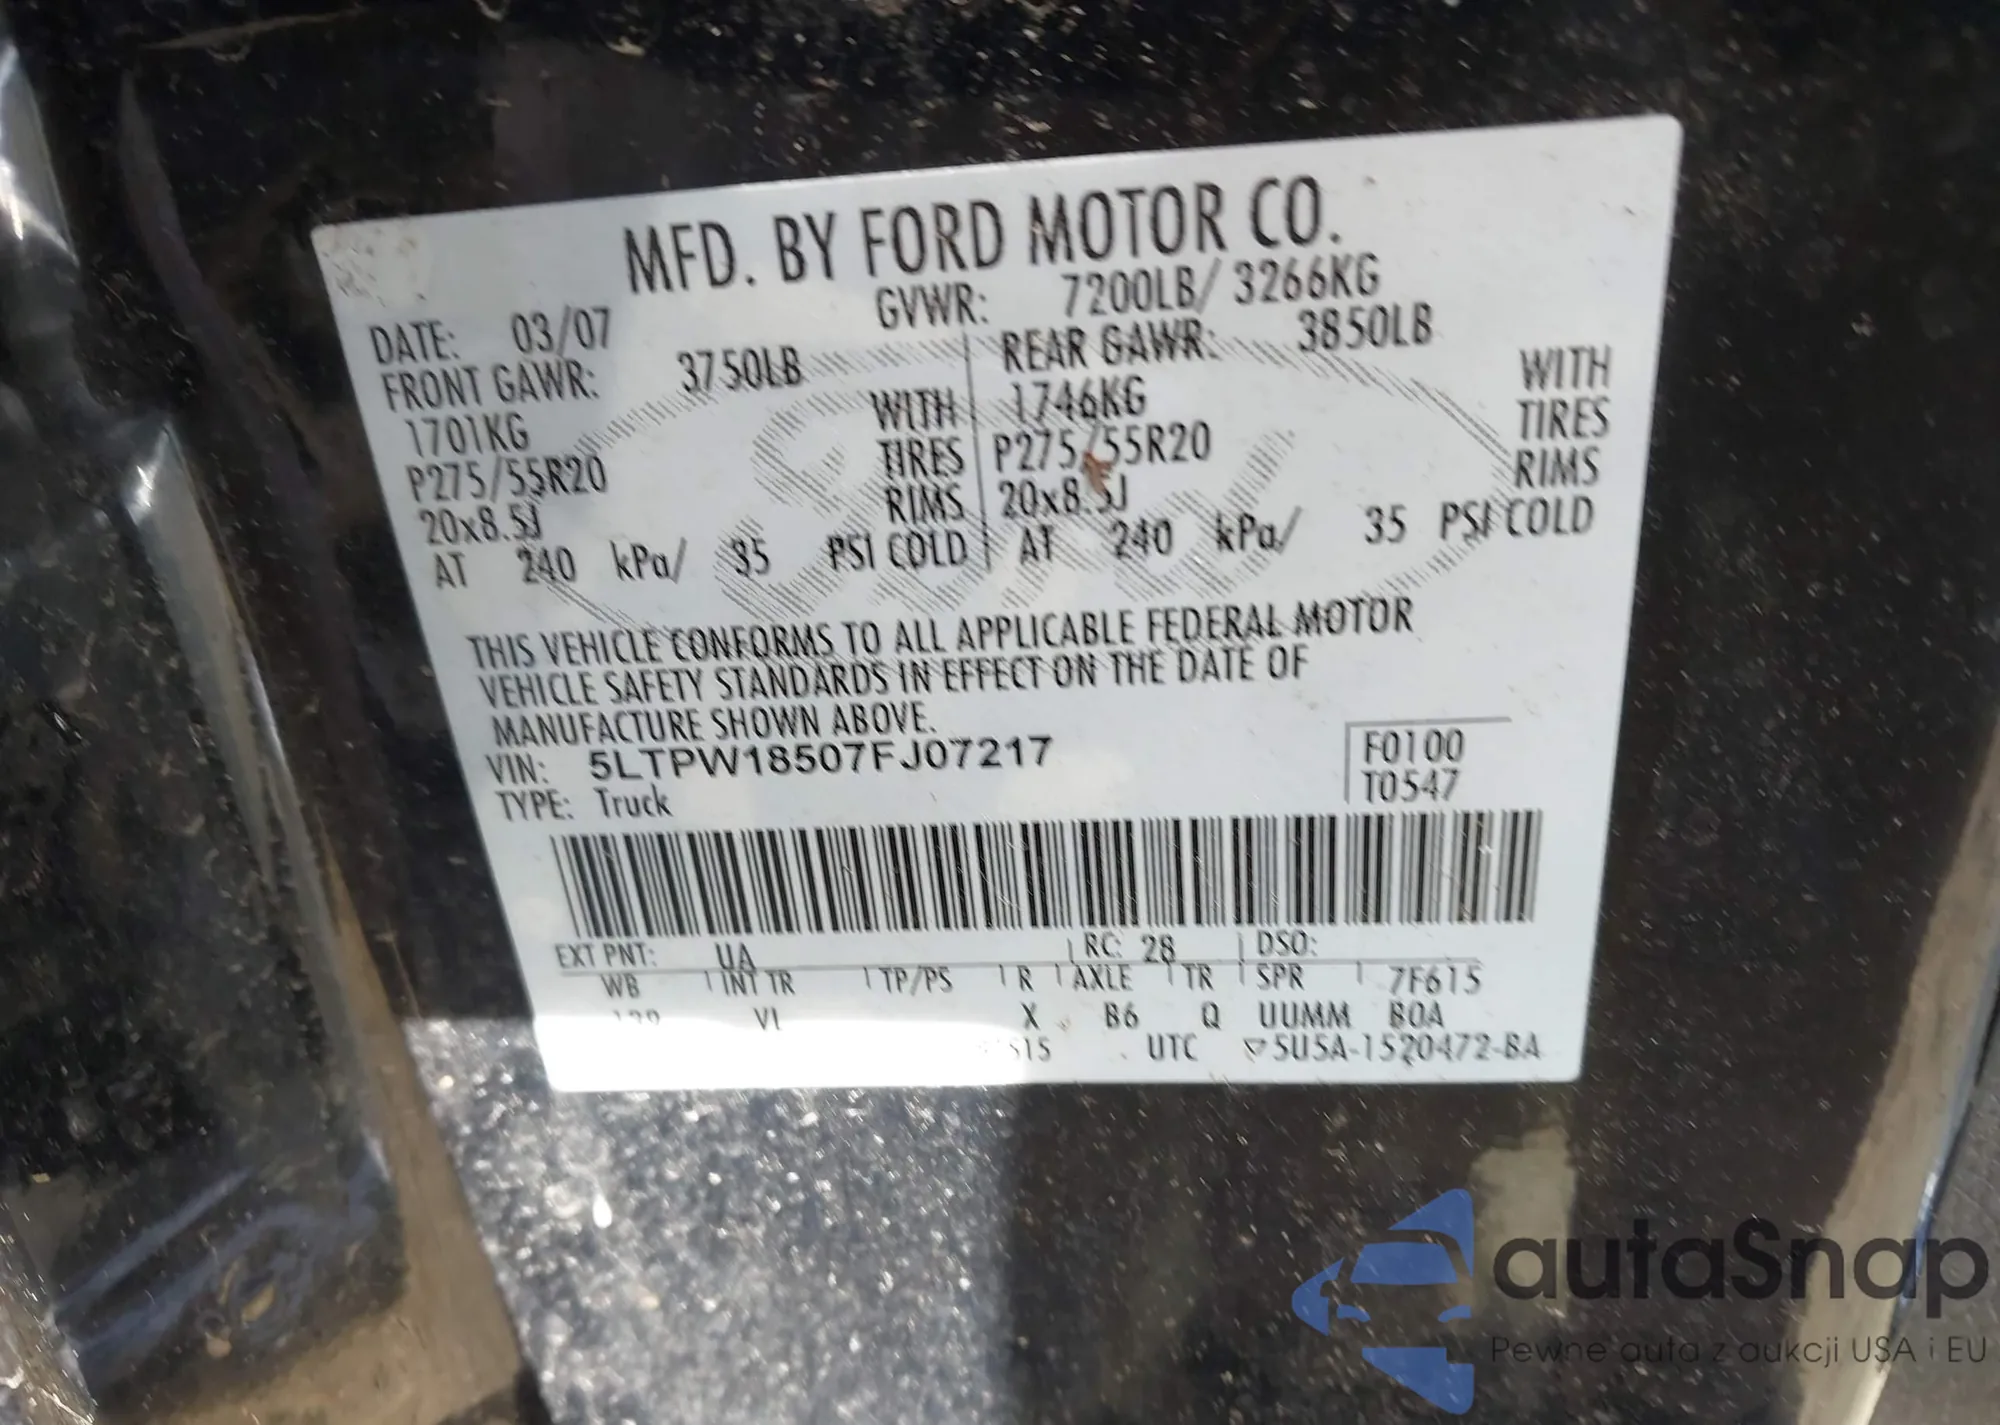 MFD. BY FORD MOTOR CO.
DATE: 03/07 GVWR: 7200LB/ 3266KG
FRONT GAWR: 3750LB REAR GAWR: 3850LB
1701KG WITH 1746KG WITH
P275/55R20 TIRES P275/55R20 TIRES
20x8.5J RIMS 20x8.5J RIMS
AT 240 kPa/ 35 PSI COLD AT 240 kPa/ 35 PSI COLD
THIS VEHICLE CONFORMS TO ALL APPLICABLE FEDERAL MOTOR
VEHICLE SAFETY STANDARDS IN EFFECT ON THE DATE OF
MANUFACTURE SHOWN ABOVE.
VIN: 5LTPW18507FJ07217 F0100
TYPE: Truck T0547
EXT PNT: UA RC: 28 DSO:
WB INT TR TP/PS R AXLE TR SPR 7F615
VL X B6 Q UUMM BOA
UTC 5U5A-1520472-BA
autaSnap
Pewne auta z aukcji USA i EU